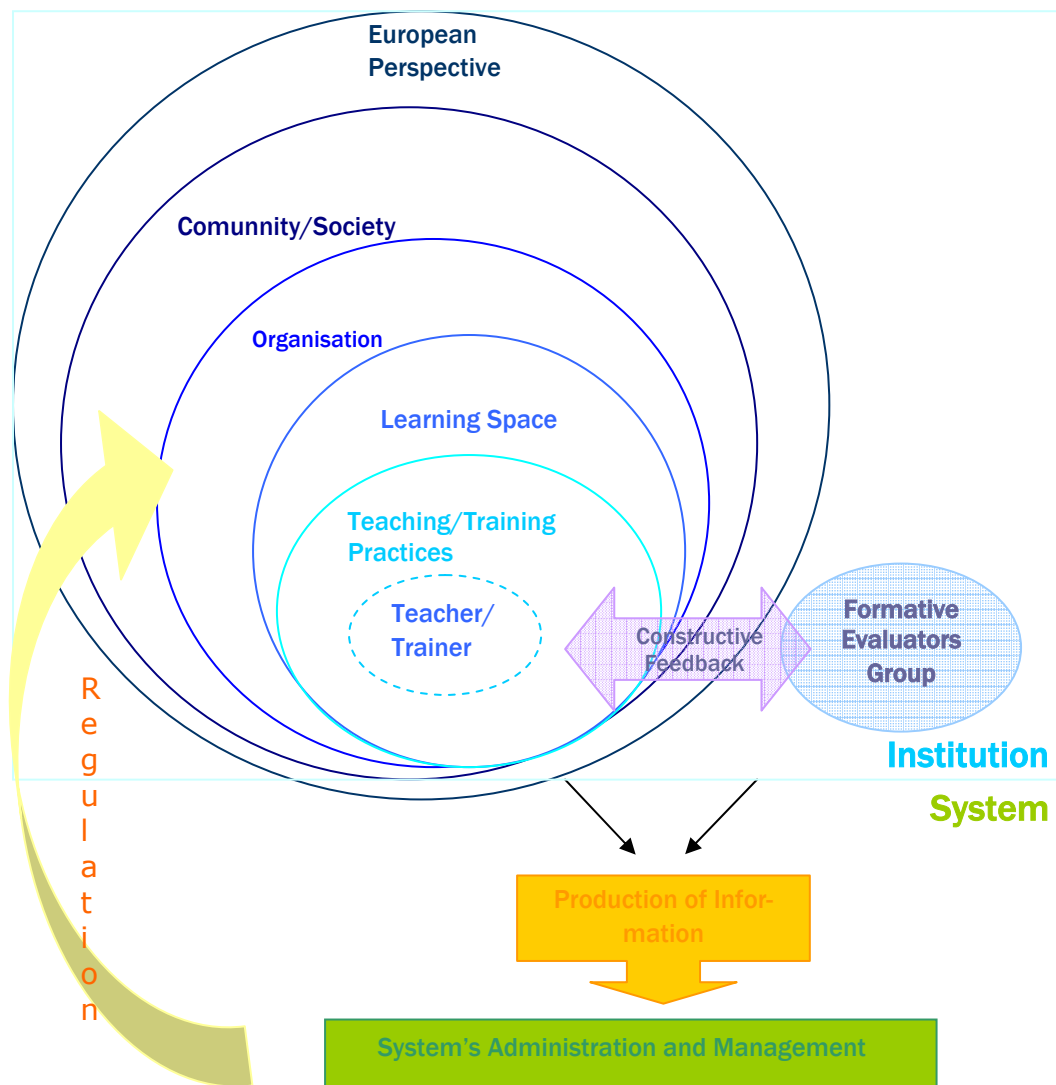 European
Perspective
Comunnity/Society
Organisation
Learning Space
Teaching/Training
Practices
Teacher/
Trainer
Constructive
Feedback
Formative
Evaluators
Group
Institution
System
R
e
g
u
l
a
t
i
o
n
Production of Infor-
mation
System's Administration and Management